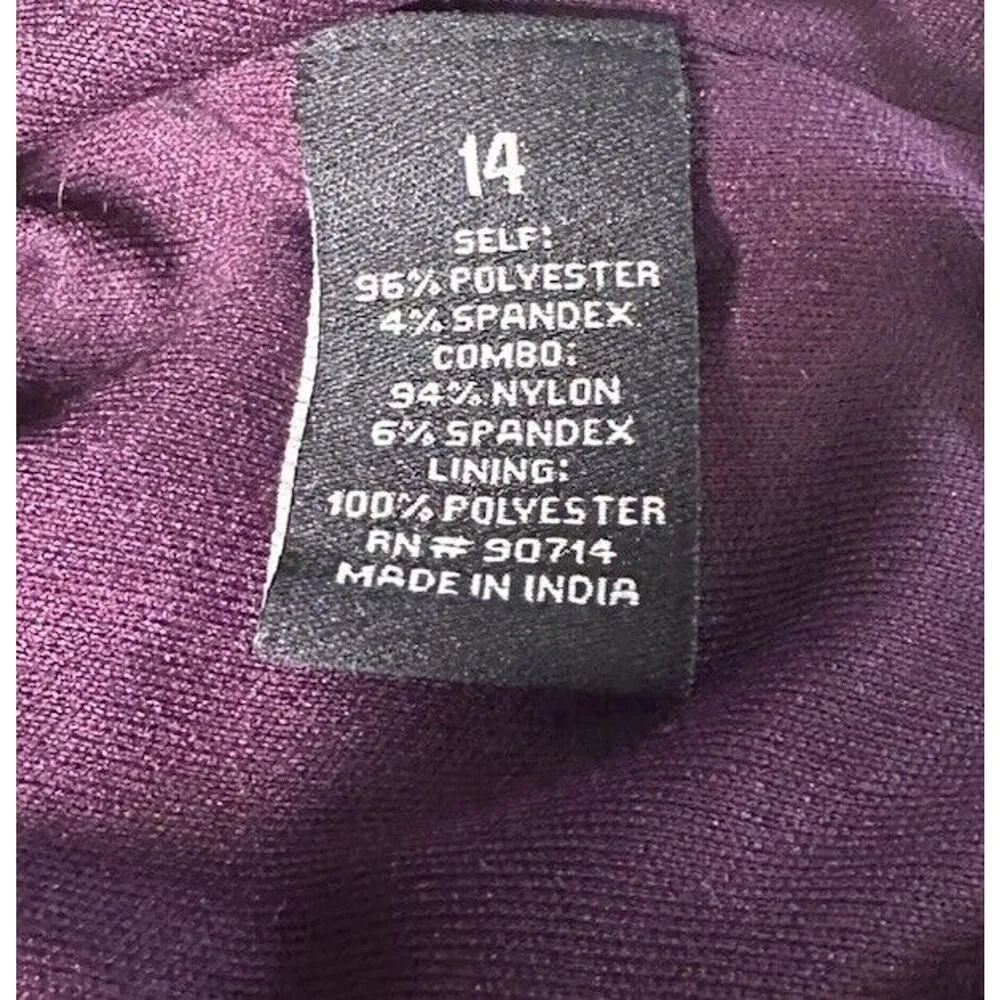 14
SELF:
96% POLYESTER
4% SPANDEX
COMBO:
94% NYLON
6% SPANDEX
LINING:
100% POLYESTER
RN # 90714
MADE IN INDIA